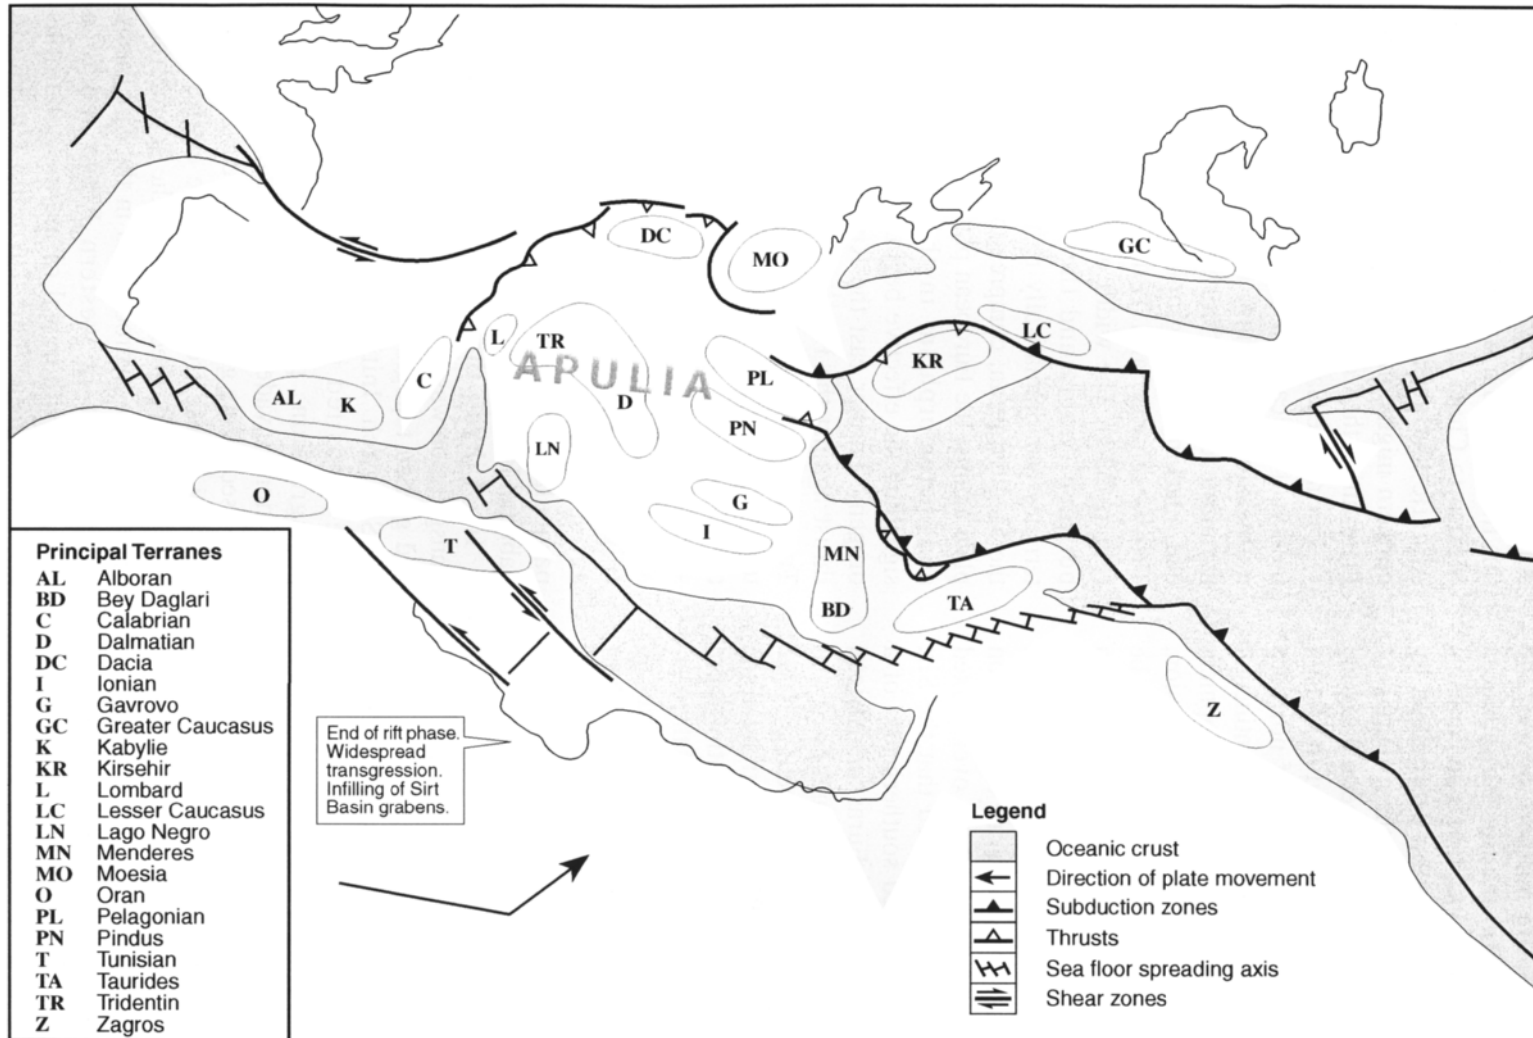 DC
MO
GC
L
TR
LC
KR
APULIA
C
PL
AL
K
D
PN
LN
O
G
I
T
MN
BD
TA
Z
Principal Terranes
AL Alboran
BD Bey Daglari
C Calabrian
D Dalmatian
DC Dacia
I Ionian
G Gavrovo
GC Greater Caucasus
K Kabylie
KR Kirsehir
L Lombard
LC Lesser Caucasus
LN Lago Negro
MN Menderes
MO Moesia
O Oran
PL Pelagonian
PN Pindus
T Tunisian
TA Taurides
TR Tridentin
Z Zagros
End of rift phase.
Widespread
transgression.
Infilling of Sirt
Basin grabens.
Legend
Oceanic crust
Direction of plate movement
Subduction zones
Thrusts
Sea floor spreading axis
Shear zones